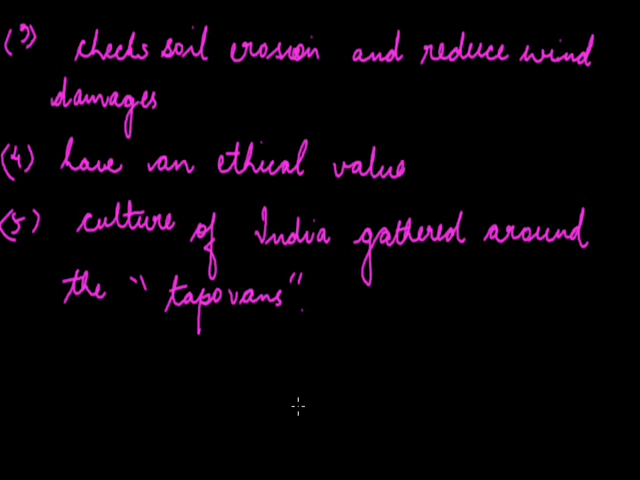 (3) checks soil erosion and reduce wind
damages
(4) have an ethical value
(5) culture of India gathered around
the "tapovans".